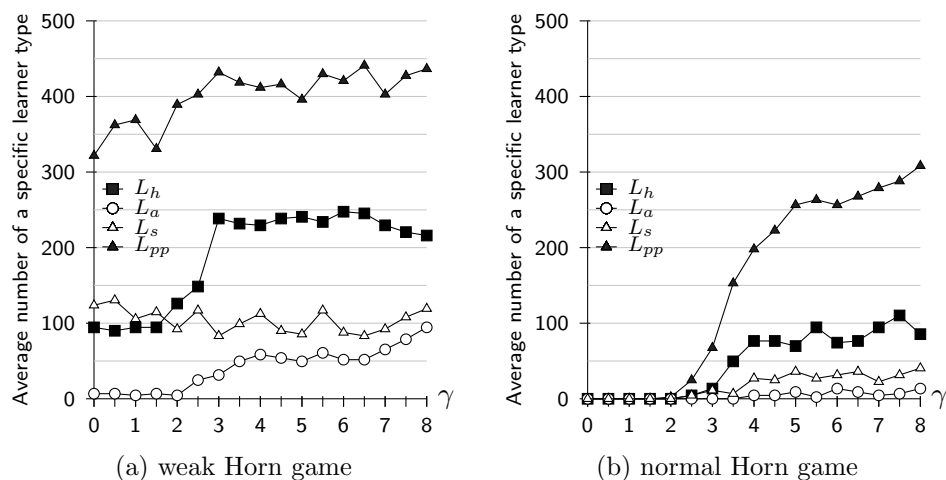 Average number of a specific learner type
500
400
300
200
100
0
L_h
L_a
L_s
L_pp
0 1 2 3 4 5 6 7 8 γ
(a) weak Horn game
Average number of a specific learner type
500
400
300
200
100
0
L_h
L_a
L_s
L_pp
0 1 2 3 4 5 6 7 8 γ
(b) normal Horn game